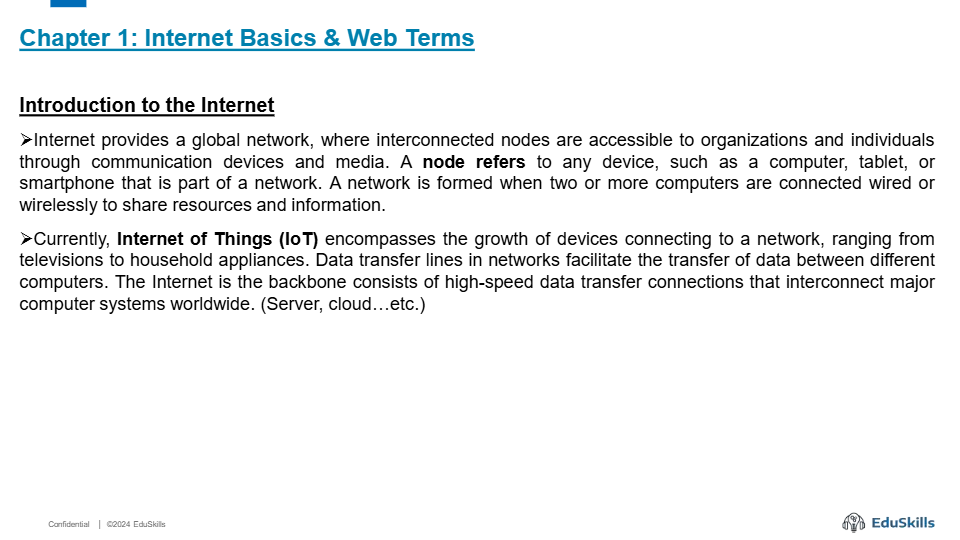 Chapter 1: Internet Basics & Web Terms
Introduction to the Internet
➢Internet provides a global network, where interconnected nodes are accessible to organizations and individuals
through communication devices and media. A node refers to any device, such as a computer, tablet, or
smartphone that is part of a network. A network is formed when two or more computers are connected wired or
wirelessly to share resources and information.
➢Currently, Internet of Things (IoT) encompasses the growth of devices connecting to a network, ranging from
televisions to household appliances. Data transfer lines in networks facilitate the transfer of data between different
computers. The Internet is the backbone consists of high-speed data transfer connections that interconnect major
computer systems worldwide. (Server, cloud…etc.)
Confidential | ©2024 EduSkills
EduSkills